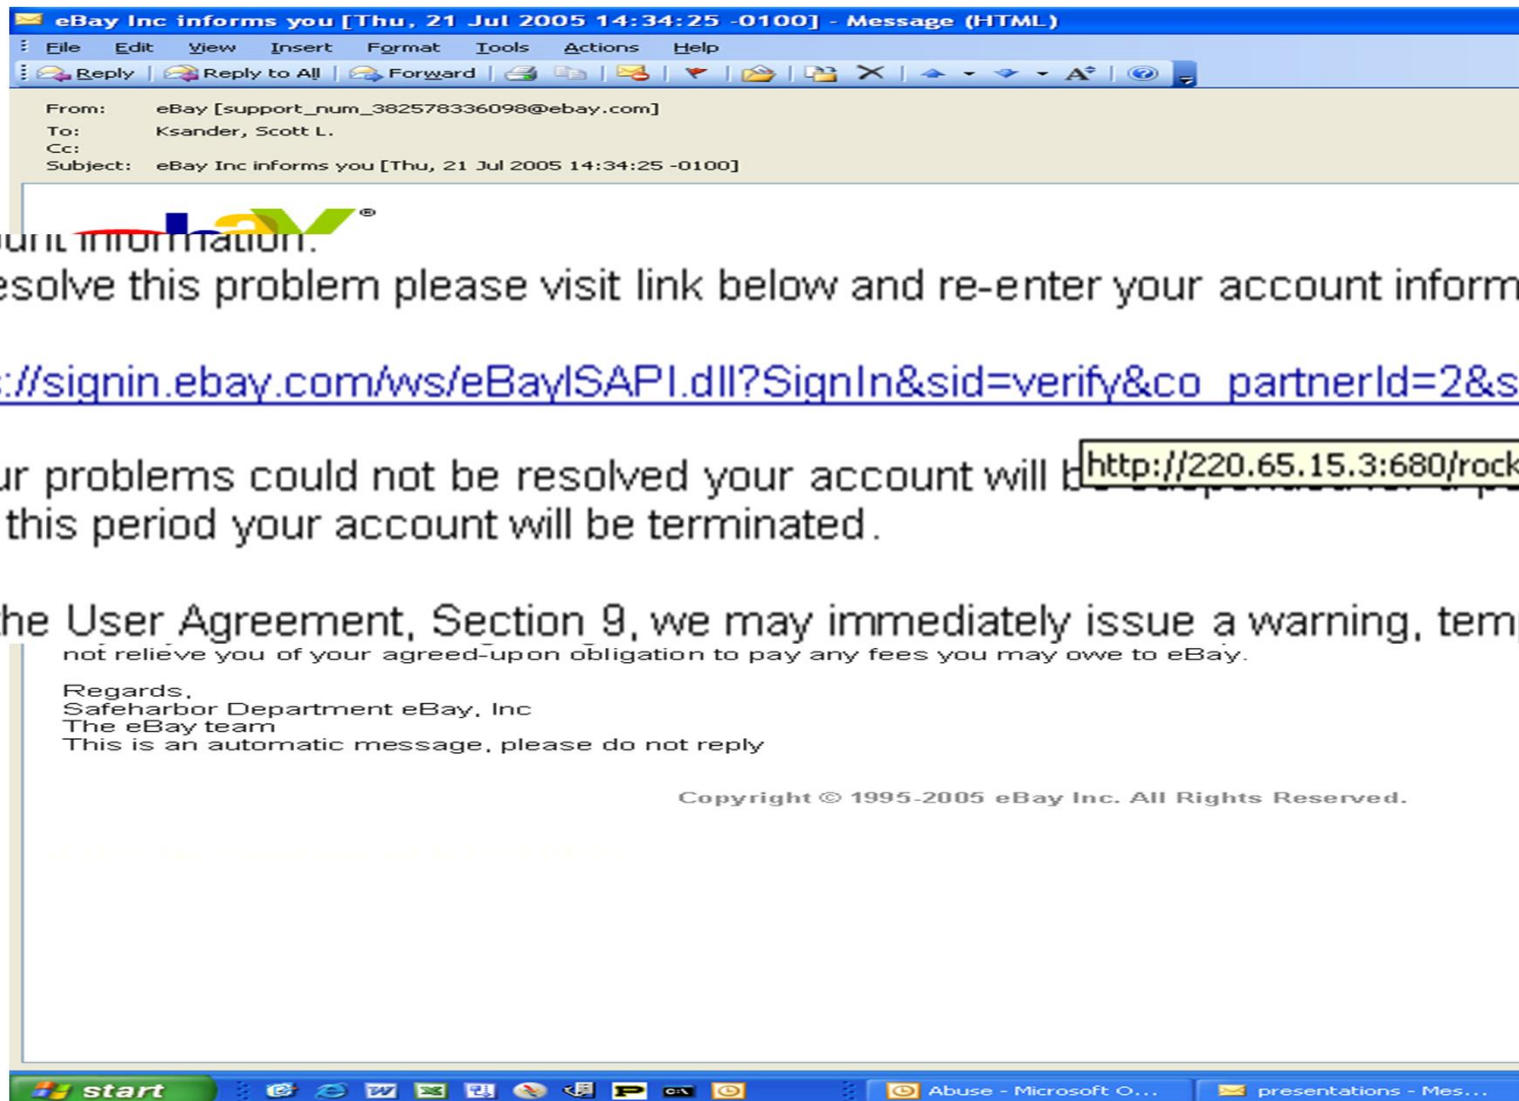 eBay Inc informs you [Thu, 21 Jul 2005 14:34:25 -0100] - Message (HTML)
File Edit View Insert Format Tools Actions Help
Reply Reply to All Forward
From: eBay [support_num_382578336098@ebay.com]
To: Ksander, Scott L.
Cc:
Subject: eBay Inc informs you [Thu, 21 Jul 2005 14:34:25 -0100]
ebay®
ount information.
esolve this problem please visit link below and re-enter your account inform
://signin.ebay.com/ws/eBayISAPI.dll?SignIn&sid=verify&co_partnerId=2&s
ur problems could not be resolved your account will b
http://220.65.15.3:680/rock
this period your account will be terminated.
the User Agreement, Section 9, we may immediately issue a warning, temp
not relieve you of your agreed-upon obligation to pay any fees you may owe to eBay.
Regards,
Safeharbor Department eBay, Inc
The eBay team
This is an automatic message, please do not reply
Copyright © 1995-2005 eBay Inc. All Rights Reserved.
start Abuse - Microsoft O... presentations - Mes...